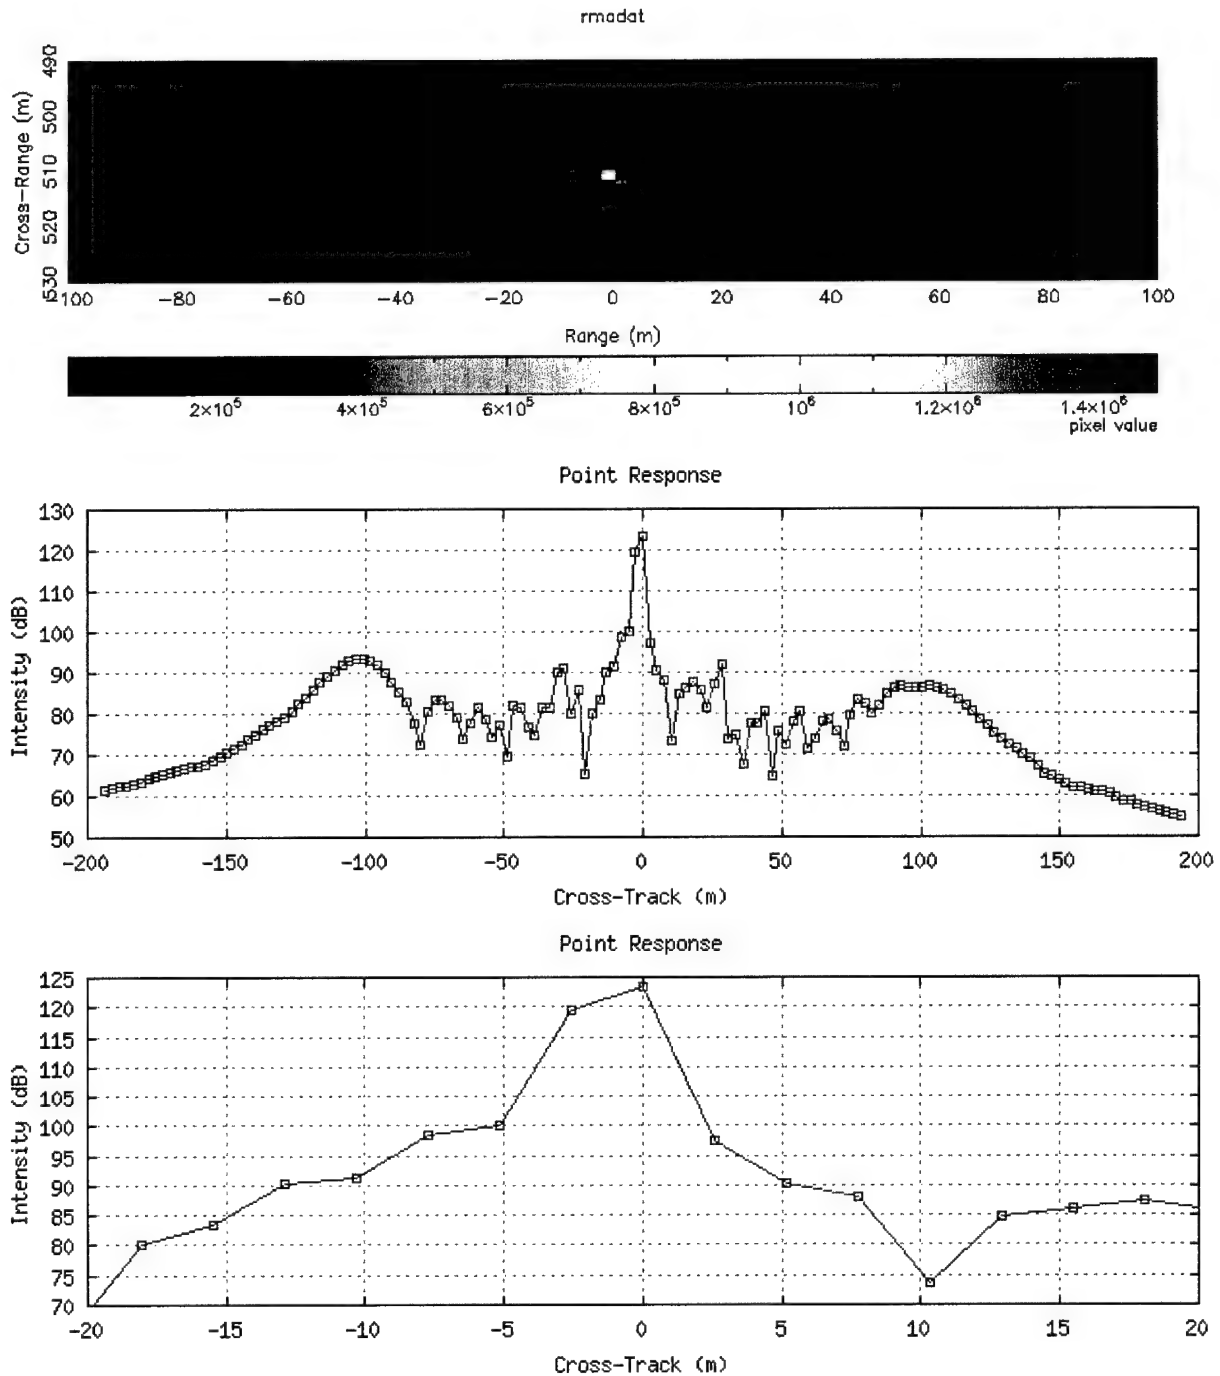 rmadat
Cross-Range (m)
490
500
510
520
530
-100 -80 -60 -40 -20 0 20 40 60 80 100
Range (m)
2×10⁵ 4×10⁵ 6×10⁵ 8×10⁵ 10⁶ 1.2×10⁶ 1.4×10⁶
pixel value
Point Response
Intensity (dB)
130
120
110
100
90
80
70
60
50
-200 -150 -100 -50 0 50 100 150 200
Cross-Track (m)
Point Response
Intensity (dB)
125
120
115
110
105
100
95
90
85
80
75
70
-20 -15 -10 -5 0 5 10 15 20
Cross-Track (m)